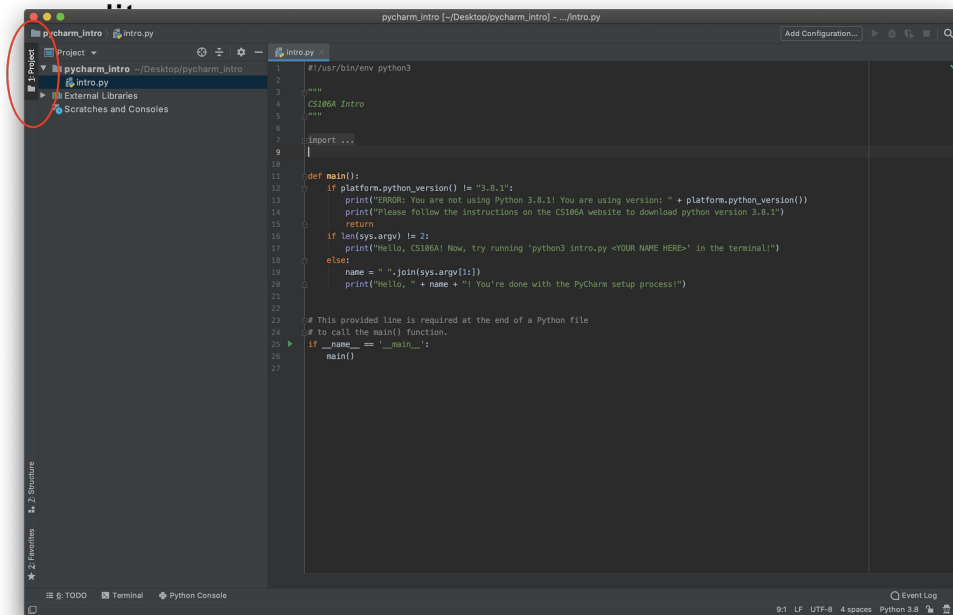 pycharm_intro [~/Desktop/pycharm_intro] - .../intro.py
pycharm_intro intro.py
Add Configuration...
1: Project
Project
intro.py
pycharm_intro ~/Desktop/pycharm_intro
intro.py
External Libraries
Scratches and Consoles
1 #!/usr/bin/env python3
2
3 """
4 CS106A Intro
5 """
6
7 import ...
9
10
11 def main():
12 if platform.python_version() != "3.8.1":
13 print("ERROR: You are not using Python 3.8.1! You are using version: " + platform.python_version())
14 print("Please follow the instructions on the CS106A website to download python version 3.8.1")
15 return
16 if len(sys.argv) != 2:
17 print("Hello, CS106A! Now, try running 'python3 intro.py <YOUR NAME HERE>' in the terminal!")
18 else:
19 name = " ".join(sys.argv[1:])
20 print("Hello, " + name + "! You're done with the PyCharm setup process!")
21
22
23 # This provided line is required at the end of a Python file
24 # to call the main() function.
25 if __name__ == '__main__':
26 main()
27
Z: Structure
2: Favorites
6: TODO Terminal Python Console
Event Log
9:1 LF UTF-8 4 spaces Python 3.8